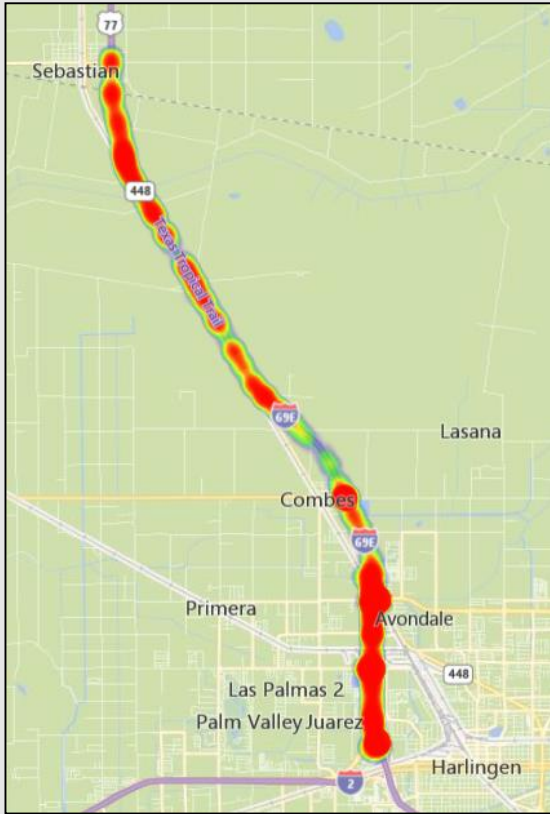 77
Sebastian
448
Texas Tropical Trail
69E
Lasana
Combes
69E
Primera
Avondale
448
Las Palmas 2
Palm Valley Juarez
Harlingen
2